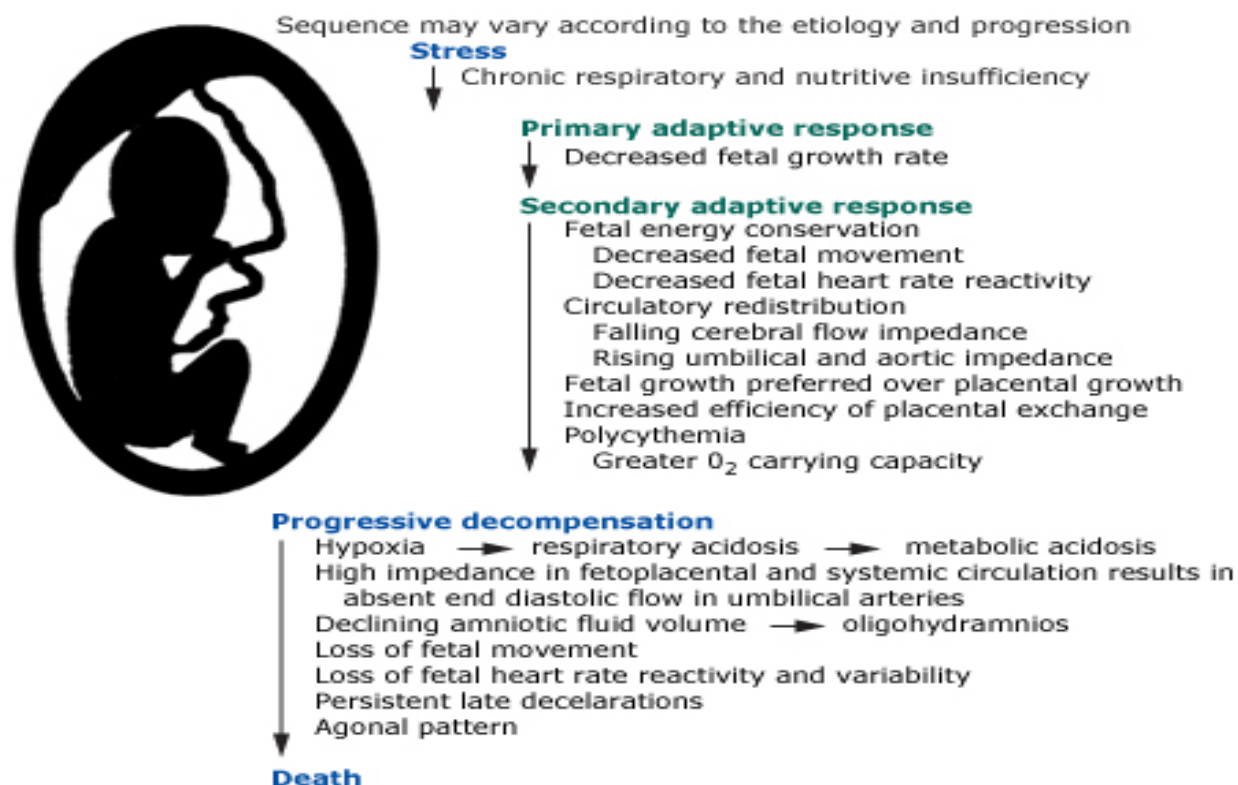 Sequence may vary according to the etiology and progression
Stress
Chronic respiratory and nutritive insufficiency
Primary adaptive response
Decreased fetal growth rate
Secondary adaptive response
Fetal energy conservation
Decreased fetal movement
Decreased fetal heart rate reactivity
Circulatory redistribution
Falling cerebral flow impedance
Rising umbilical and aortic impedance
Fetal growth preferred over placental growth
Increased efficiency of placental exchange
Polycythemia
Greater 0₂ carrying capacity
Progressive decompensation
Hypoxia → respiratory acidosis → metabolic acidosis
High impedance in fetoplacental and systemic circulation results in
absent end diastolic flow in umbilical arteries
Declining amniotic fluid volume → oligohydramnios
Loss of fetal movement
Loss of fetal heart rate reactivity and variability
Persistent late decelarations
Agonal pattern
Death